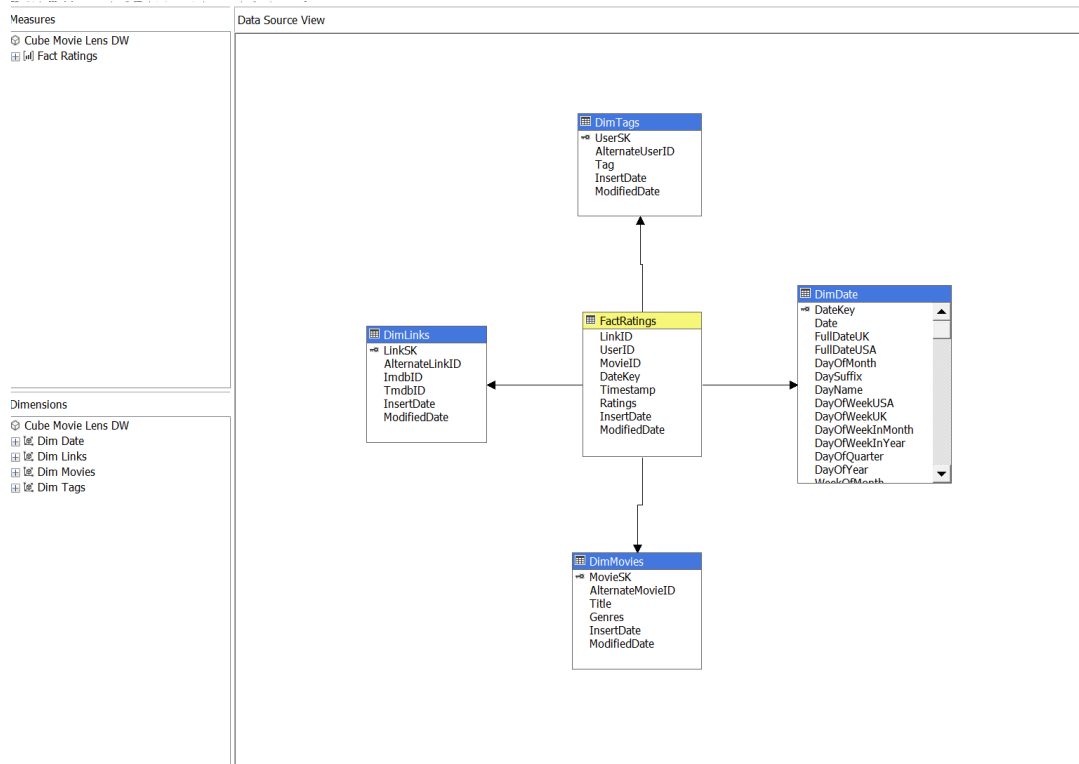 Measures
Cube Movie Lens DW
Fact Ratings
Dimensions
Cube Movie Lens DW
Dim Date
Dim Links
Dim Movies
Dim Tags
Data Source View
DimTags
UserSK
AlternateUserID
Tag
InsertDate
ModifiedDate
DimLinks
LinkSK
AlternateLinkID
ImdbID
TmdbID
InsertDate
ModifiedDate
FactRatings
LinkID
UserID
MovieID
DateKey
Timestamp
Ratings
InsertDate
ModifiedDate
DimDate
DateKey
Date
FullDateUK
FullDateUSA
DayOfMonth
DaySuffix
DayName
DayOfWeekUSA
DayOfWeekUK
DayOfWeekInMonth
DayOfWeekInYear
DayOfQuarter
DayOfYear
WeekOfMonth
DimMovies
MovieSK
AlternateMovieID
Title
Genres
InsertDate
ModifiedDate